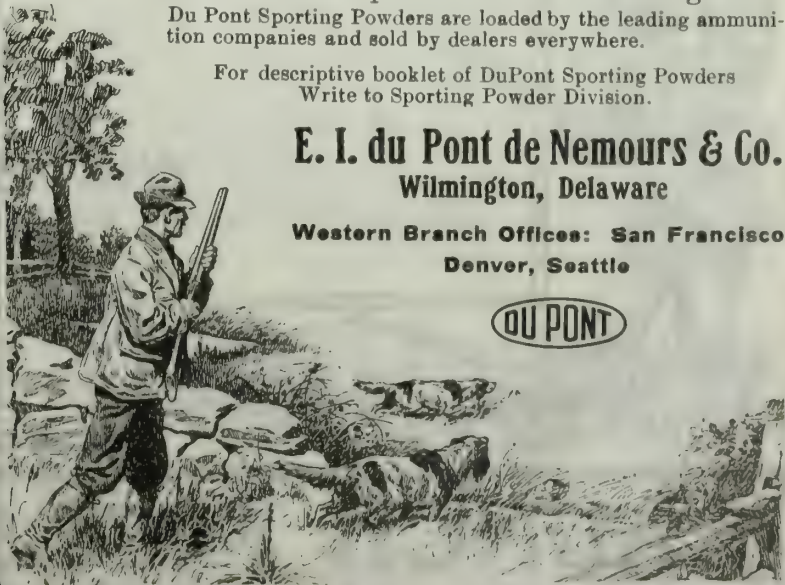 Du Pont Sporting Powders are loaded by the leading ammuni-
tion companies and sold by dealers everywhere.
For descriptive booklet of DuPont Sporting Powders
Write to Sporting Powder Division.
E. I. du Pont de Nemours & Co.
Wilmington, Delaware
Western Branch Offices: San Francisco
Denver, Seattle
DU PONT